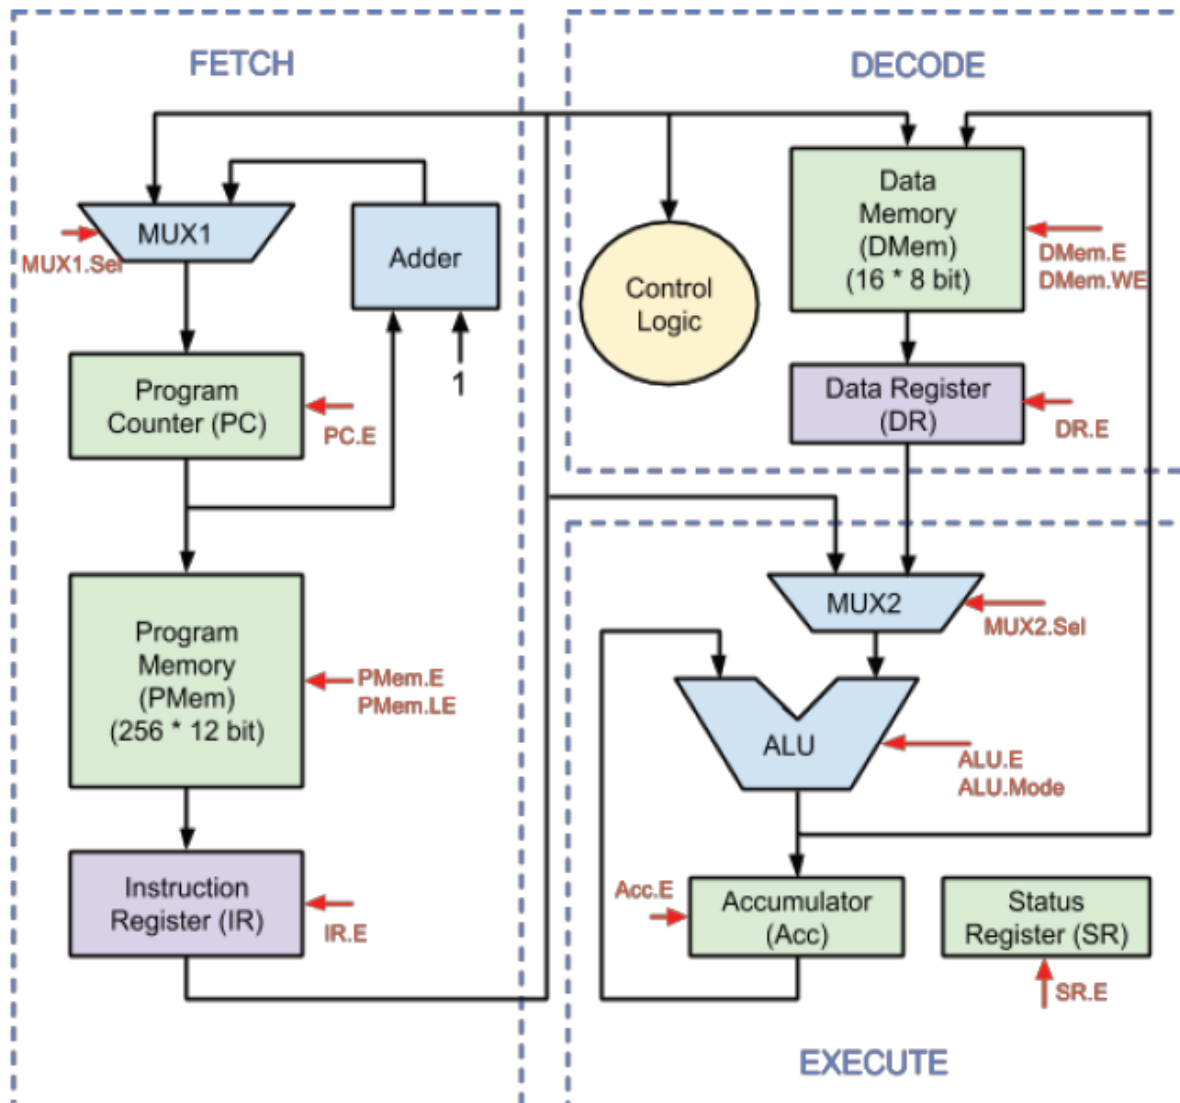 FETCH
DECODE
MUX1
MUX1.Sel
Adder
1
Program
Counter (PC)
PC.E
Program
Memory
(PMem)
(256 * 12 bit)
PMem.E
PMem.LE
Instruction
Register (IR)
IR.E
Control
Logic
Data
Memory
(DMem)
(16 * 8 bit)
DMem.E
DMem.WE
Data Register
(DR)
DR.E
MUX2
MUX2.Sel
ALU
ALU.E
ALU.Mode
Acc.E
Accumulator
(Acc)
Status
Register (SR)
SR.E
EXECUTE